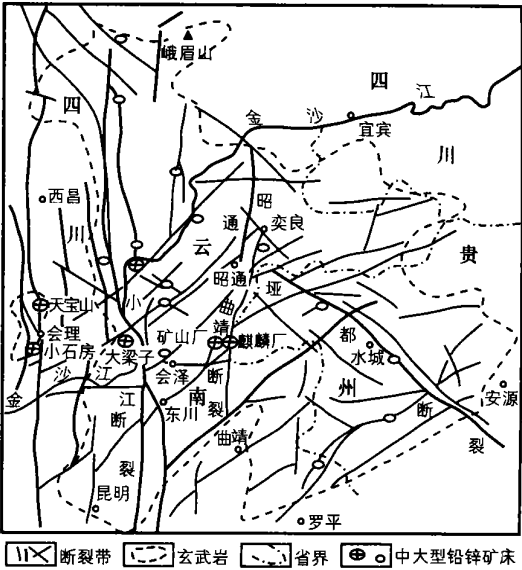 峨眉山
四
四
江
沙
金
宜宾
川
西昌
昭
通
奕良
川
云
贵
昭通
垭
天宝山
小
曲
靖
矿山厂
麒麟厂
都
会理
小石房
大梁子
水城
沙
江
会泽
断
州
安源
金
江
南
裂
断
东川
断
曲靖
裂
裂
昆明
罗平
断裂带
玄武岩
省界
中大型铅锌矿床